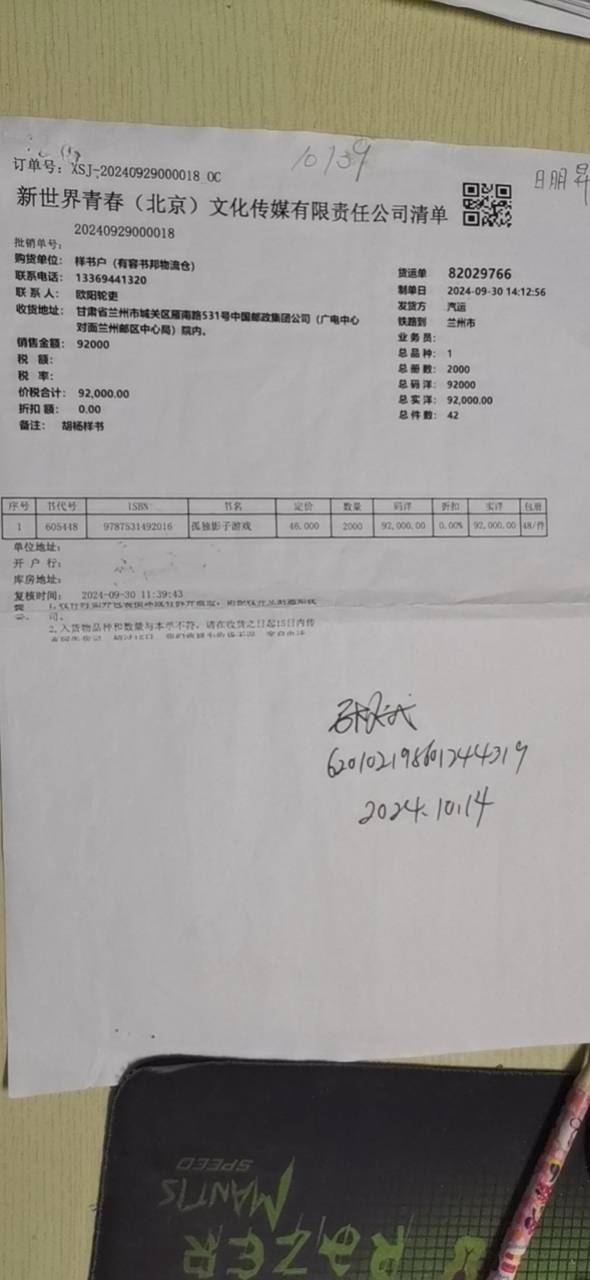 10139
日明昇
订单号：XSJ-20240929000018_OC
新世界青春（北京）文化传媒有限责任公司清单
批销单号：20240929000018
购货单位：样书户（有容书邦物流仓）
联系电话：13369441320
联 系 人：欧阳轮更
收货地址：甘肃省兰州市城关区雁南路531号中国邮政集团公司（广电中心
对面兰州邮区中心局）院内。
销售金额：92000
税 额：
税 率：
价税合计：92,000.00
折扣 额：0.00
备注：胡杨样书
货运单 82029766
制单日 2024-09-30 14:12:56
发货方 汽运
铁路到 兰州市
业 务 员：
总 品 种：1
总 册 数：2000
总 码 洋：92000
总 实 洋：92,000.00
总 件 数：42
序号 书代号 ISBN 书名 定价 数量 码洋 折扣 实洋 包册
1 605448 9787531492016 孤独影子游戏 46.000 2000 92,000.00 0.00% 92,000.00 48/件
单位地址：
开 户 行：
库房地址：
复核时间：2024-09-30 11:39:43
司。
2、入货物品种和数量与本单不符，请在收货之日起15日内传
620102198601244319
2024.10.14
RAZER
MANTIS
SPEED